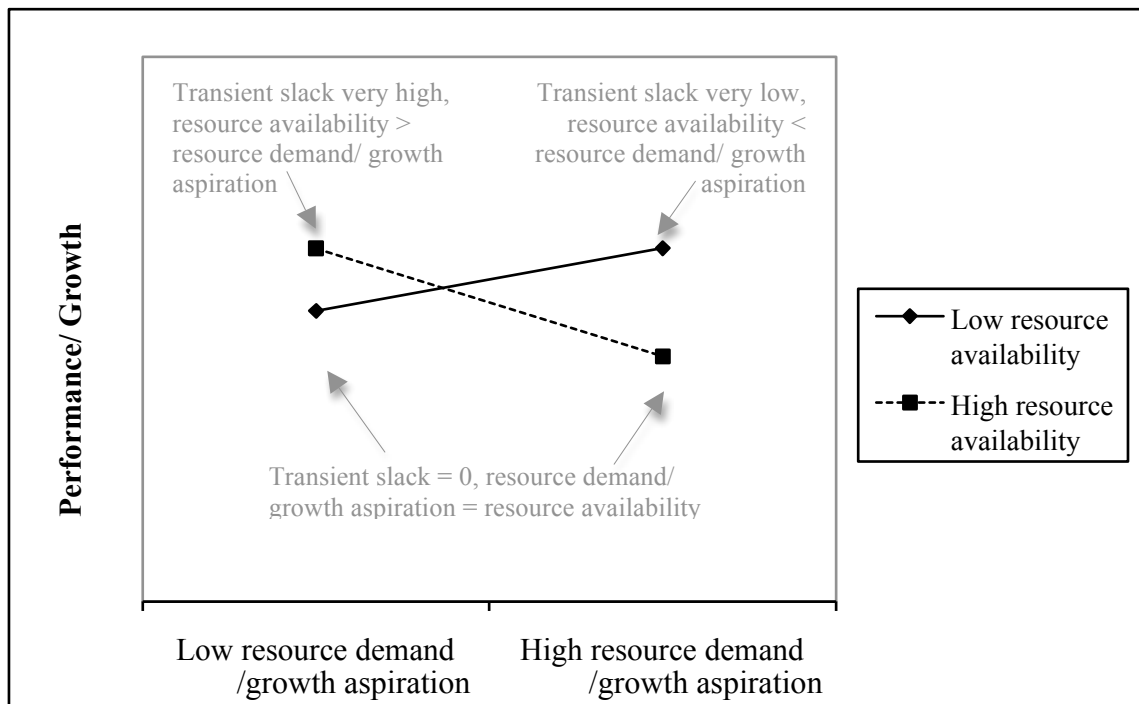 Transient slack very high,
resource availability >
resource demand/ growth
aspiration
Transient slack very low,
resource availability <
resource demand/ growth
aspiration
Performance/ Growth
Transient slack = 0, resource demand/
growth aspiration = resource availability
Low resource
availability
High resource
availability
Low resource demand
/growth aspiration
High resource demand
/growth aspiration